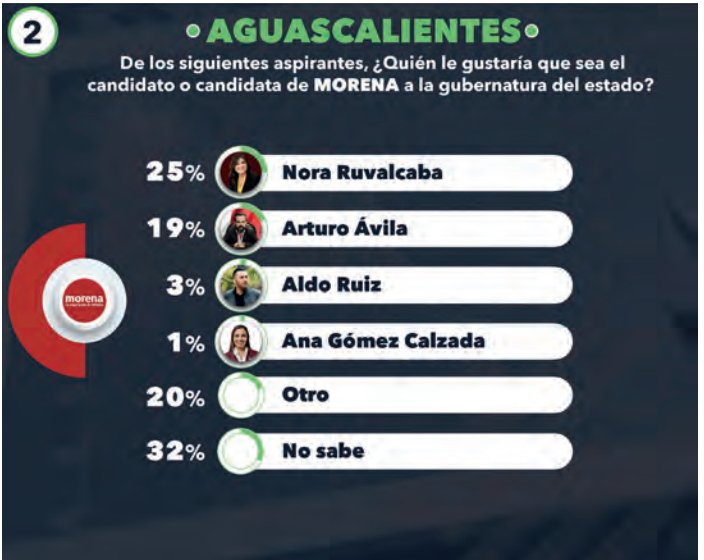 2
• AGUASCALIENTES •
De los siguientes aspirantes, ¿Quién le gustaría que sea el
candidato o candidata de MORENA a la gubernatura del estado?
25% Nora Ruvalcaba
19% Arturo Ávila
3% Aldo Ruiz
morena
1% Ana Gómez Calzada
20% Otro
32% No sabe